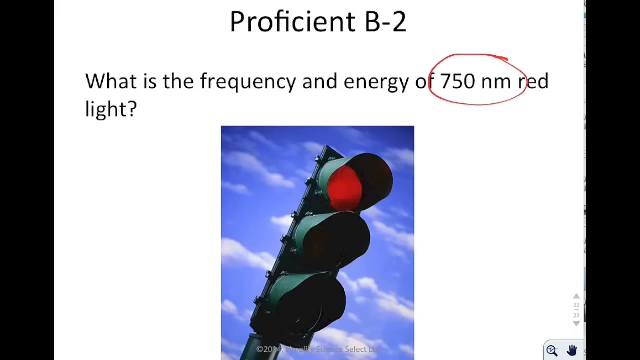 Proficient B-2
What is the frequency and energy of 750 nm red
light?